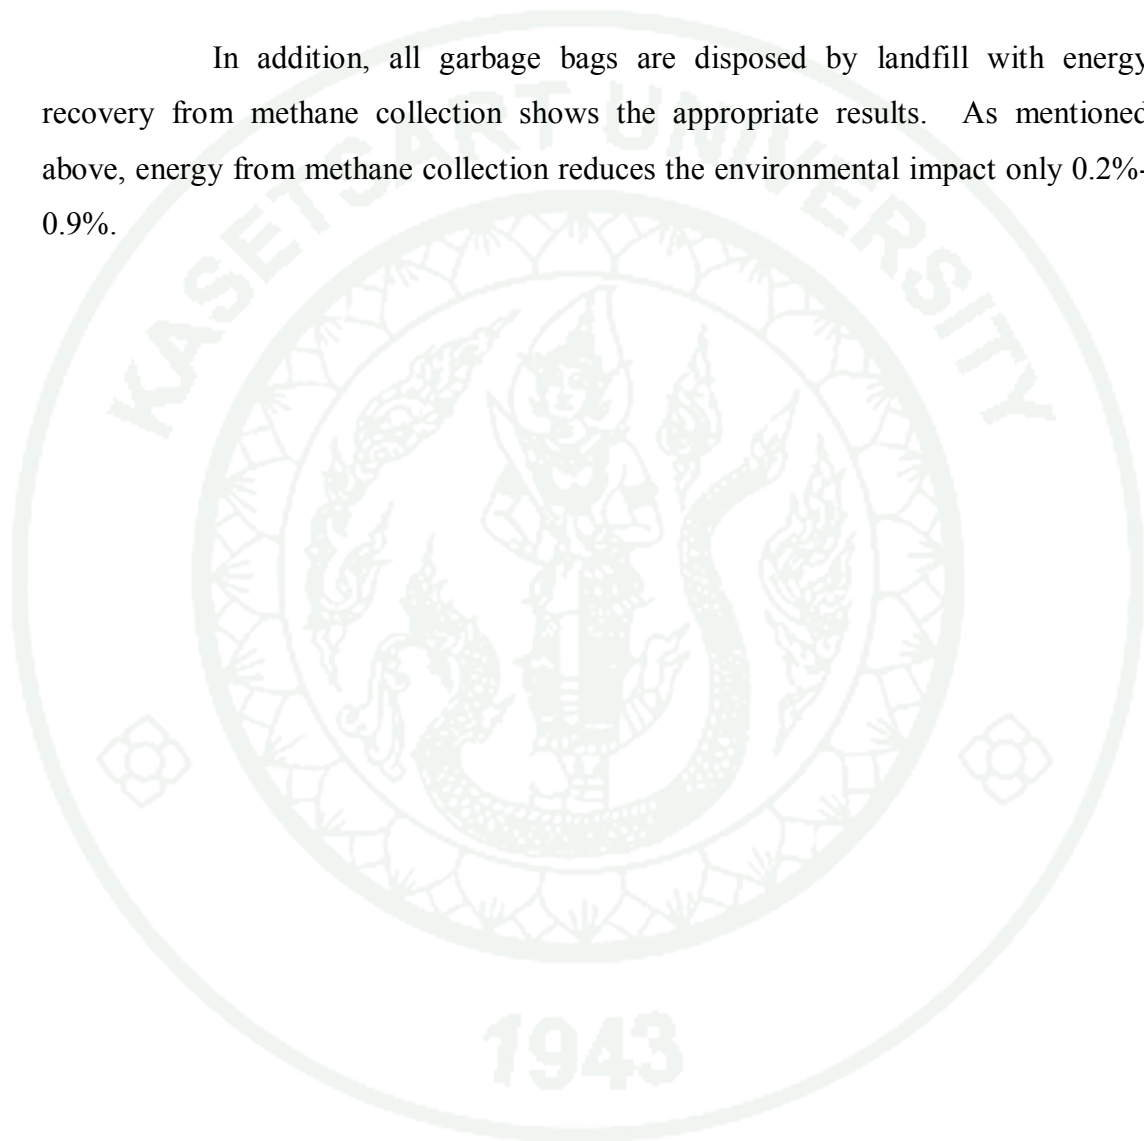 In addition, all garbage bags are disposed by landfill with energy
recovery from methane collection shows the appropriate results. As mentioned
above, energy from methane collection reduces the environmental impact only 0.2%-
0.9%.
KASETSART UNIVERSITY
1943